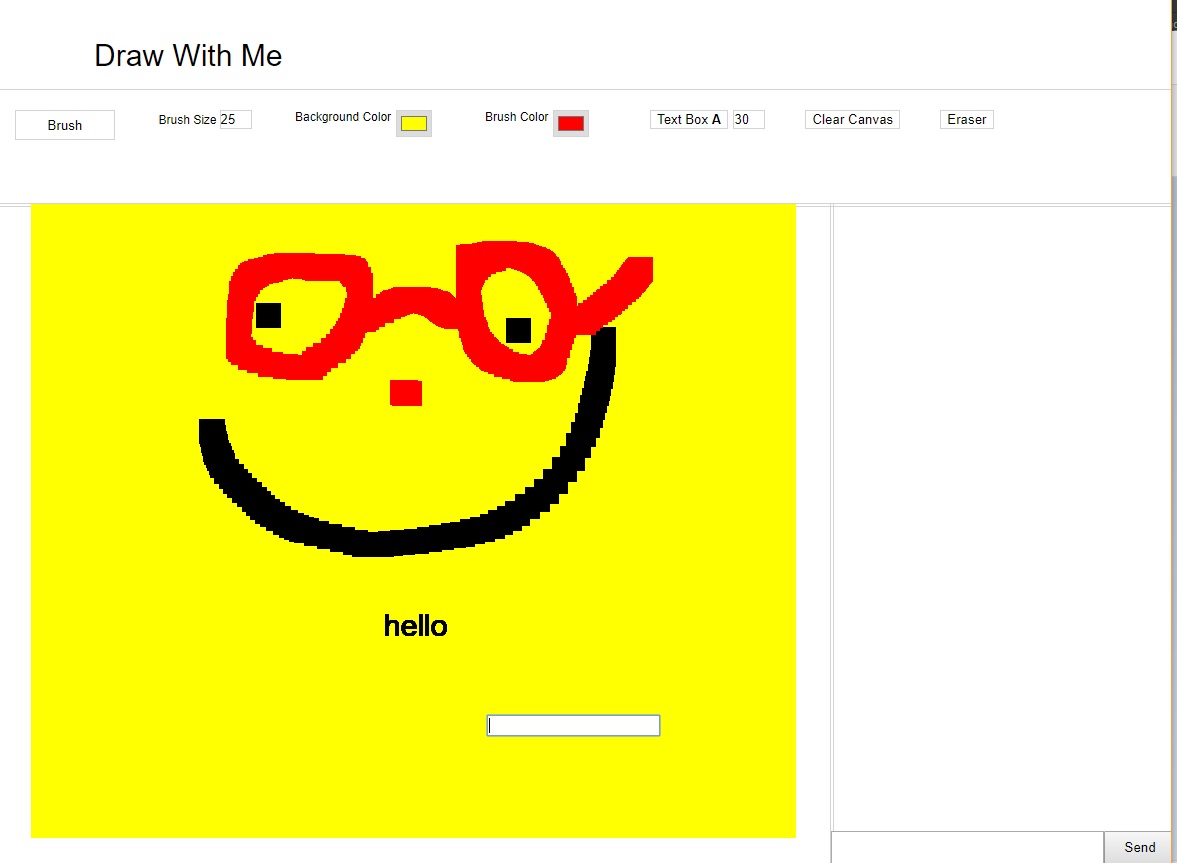 Draw With Me
Brush
Brush Size 25
Background Color
Brush Color
Text Box A 30
Clear Canvas
Eraser
hello
Send